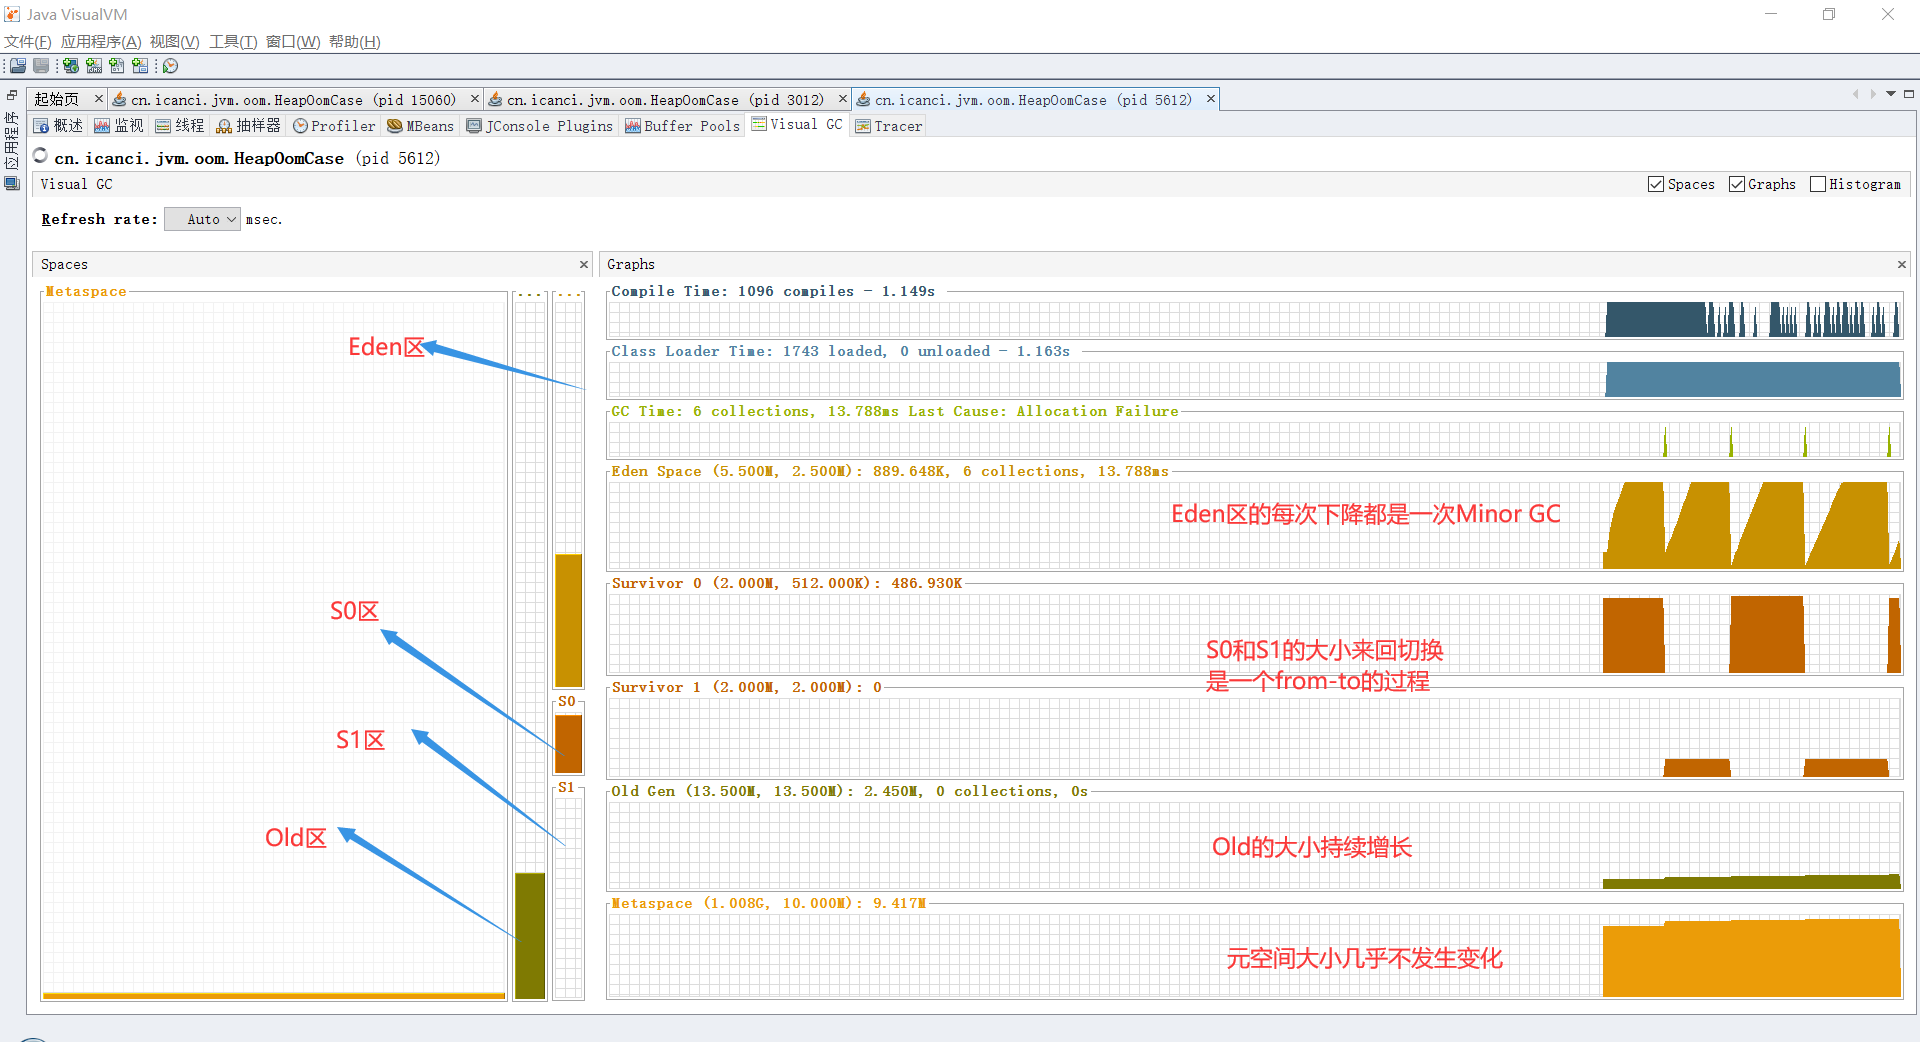 Java VisualVM
文件(F) 应用程序(A) 视图(V) 工具(T) 窗口(W) 帮助(H)
应用程序
起始页 cn.icanci.jvm.oom.HeapOomCase (pid 15060) cn.icanci.jvm.oom.HeapOomCase (pid 3012) cn.icanci.jvm.oom.HeapOomCase (pid 5612)
概述 监视 线程 抽样器 Profiler MBeans JConsole Plugins Buffer Pools Visual GC Tracer
cn.icanci.jvm.oom.HeapOomCase (pid 5612)
Visual GC Spaces Graphs Histogram
Refresh rate: Auto msec.
Spaces
Metaspace ... ...
Eden区
S0区
S0
S1区
S1
Old区
Graphs
Compile Time: 1096 compiles - 1.149s
Class Loader Time: 1743 loaded, 0 unloaded - 1.163s
GC Time: 6 collections, 13.788ms Last Cause: Allocation Failure
Eden Space (5.500M, 2.500M): 889.648K, 6 collections, 13.788ms
Eden区的每次下降都是一次Minor GC
Survivor 0 (2.000M, 512.000K): 486.930K
S0和S1的大小来回切换
是一个from-to的过程
Survivor 1 (2.000M, 2.000M): 0
Old Gen (13.500M, 13.500M): 2.450M, 0 collections, 0s
Old的大小持续增长
Metaspace (1.008G, 10.000M): 9.417M
元空间大小几乎不发生变化